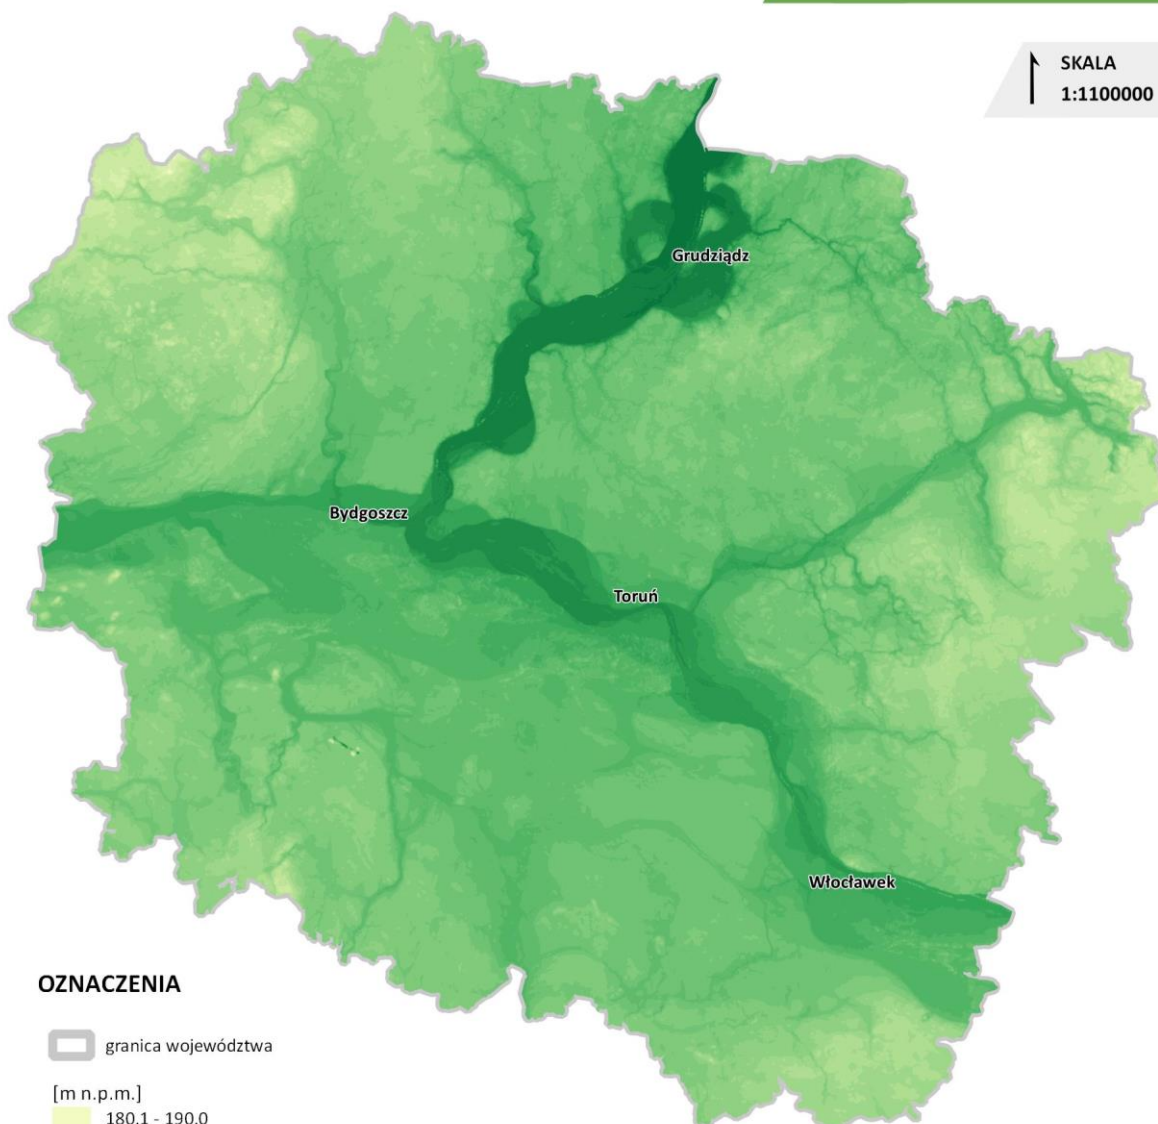 SKALA
1:1100000
Grudziądz
Bydgoszcz
Toruń
Włocławek
OZNACZENIA
granica województwa
[m n.p.m.]
180,1 - 190,0